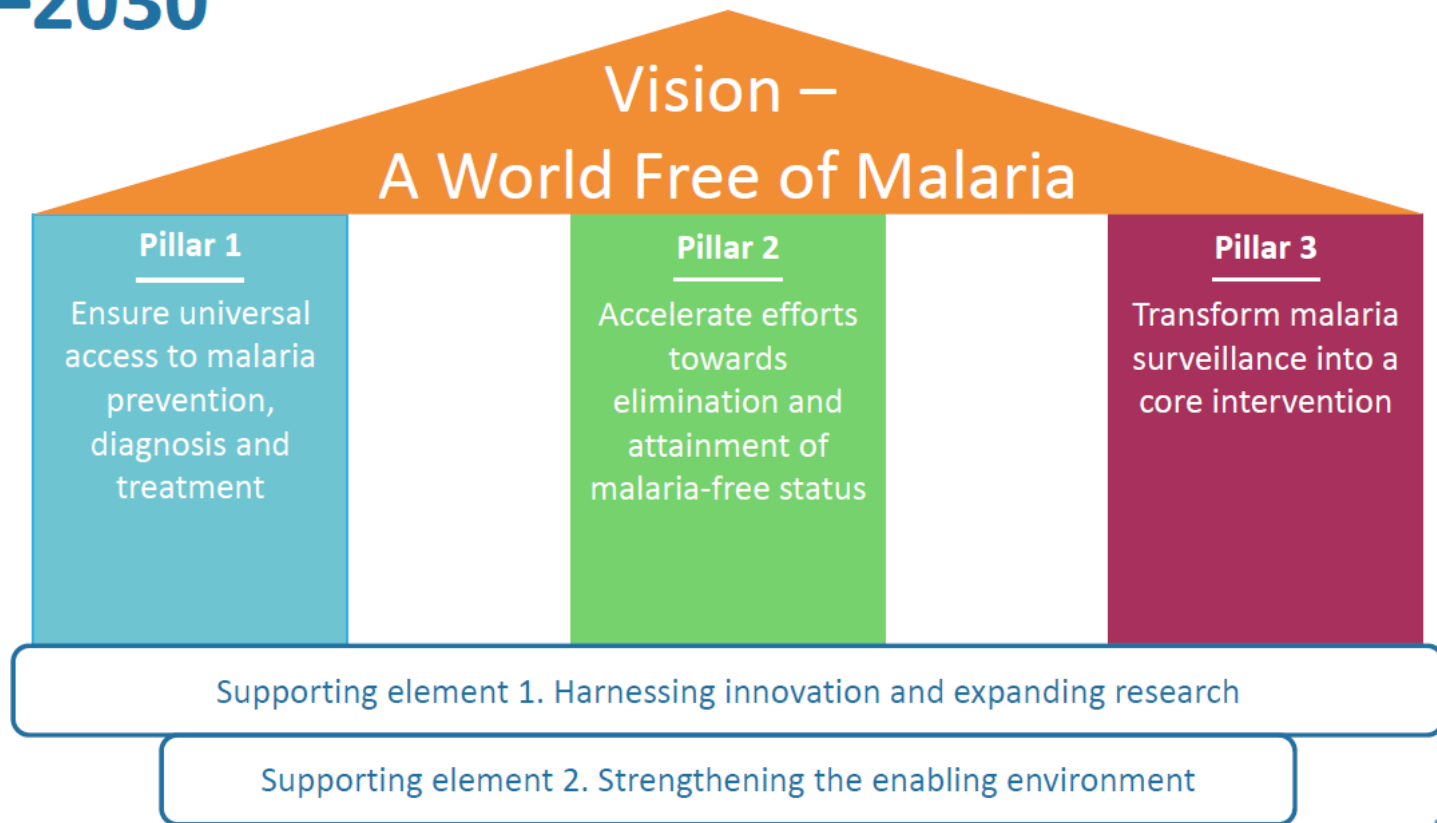 –2030
Vision –
A World Free of Malaria
Pillar 1
Ensure universal
access to malaria
prevention,
diagnosis and
treatment
Pillar 2
Accelerate efforts
towards
elimination and
attainment of
malaria-free status
Pillar 3
Transform malaria
surveillance into a
core intervention
Supporting element 1. Harnessing innovation and expanding research
Supporting element 2. Strengthening the enabling environment